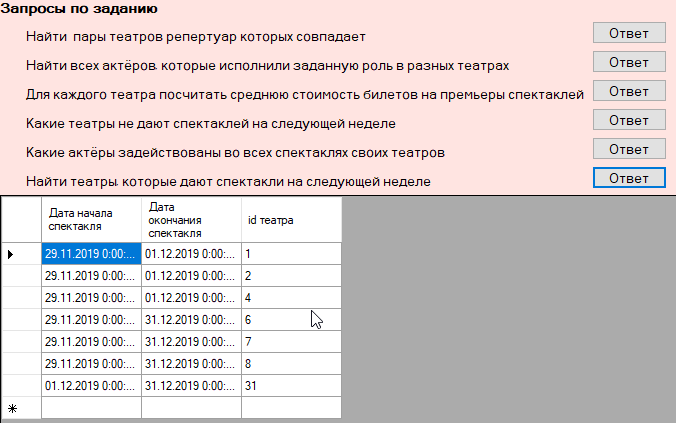 Запросы по заданию
Найти пары театров репертуар которых совпадает
Ответ
Найти всех актёров, которые исполнили заданную роль в разных театрах
Ответ
Для каждого театра посчитать среднюю стоимость билетов на премьеры спектаклей
Ответ
Какие театры не дают спектаклей на следующей неделе
Ответ
Какие актёры задействованы во всех спектаклях своих театров
Ответ
Найти театры, которые дают спектакли на следующей неделе
Ответ
Дата начала спектакля
Дата окончания спектакля
id театра
29.11.2019 0:00:... 01.12.2019 0:00:... 1
29.11.2019 0:00:... 01.12.2019 0:00:... 2
29.11.2019 0:00:... 01.12.2019 0:00:... 4
29.11.2019 0:00:... 31.12.2019 0:00:... 6
29.11.2019 0:00:... 31.12.2019 0:00:... 7
29.11.2019 0:00:... 31.12.2019 0:00:... 8
01.12.2019 0:00:... 31.12.2019 0:00:... 31